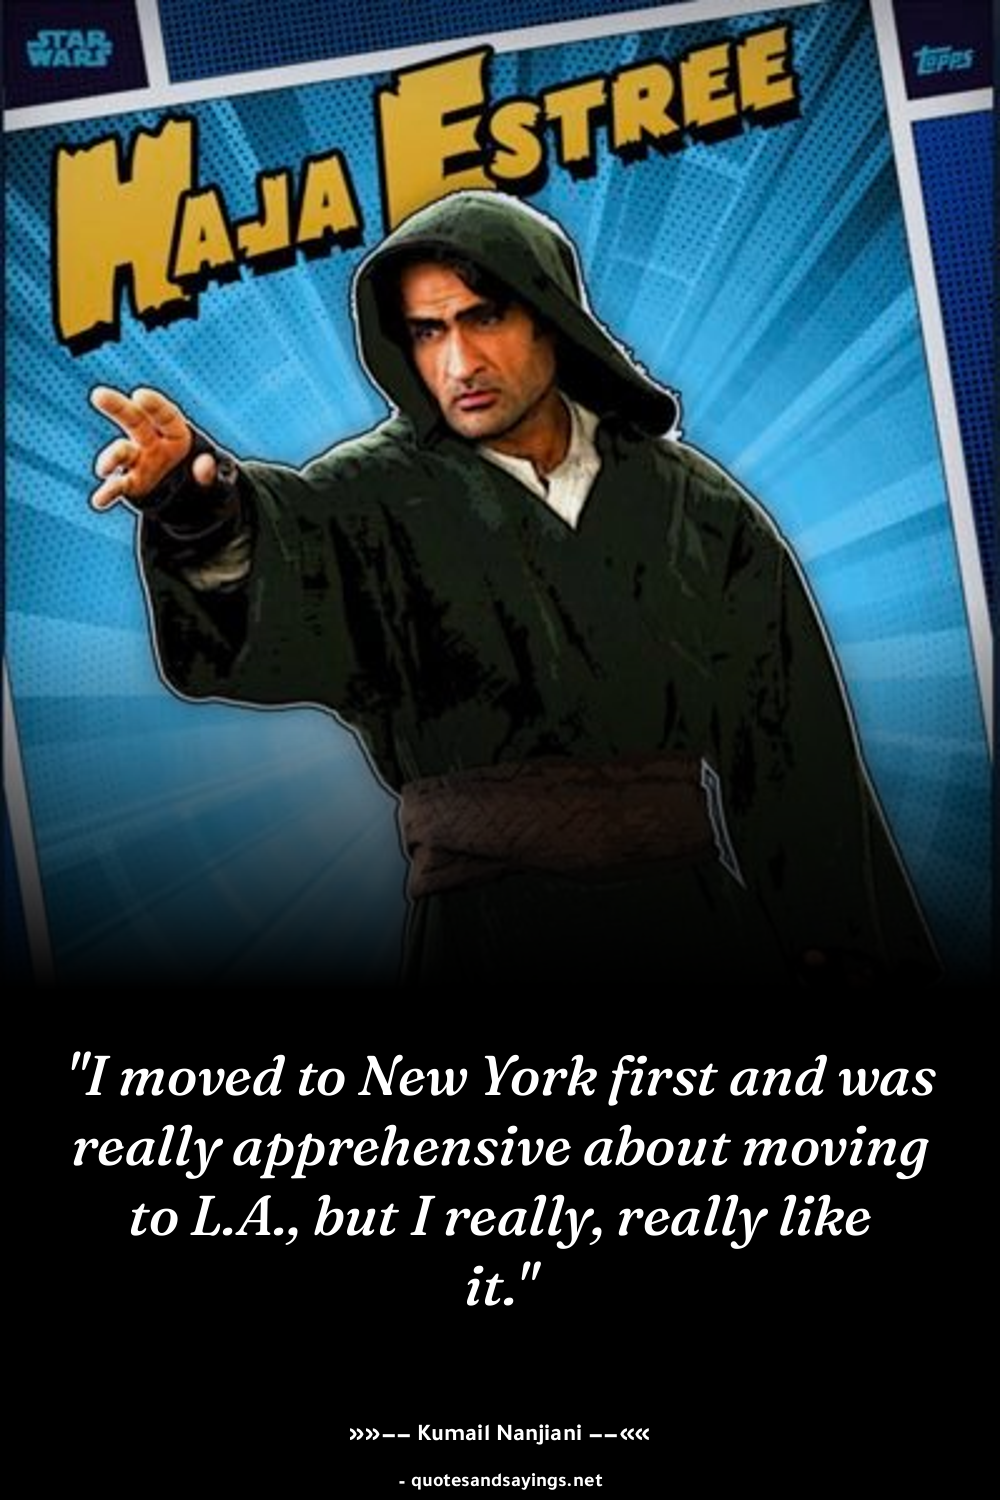 STAR
WARS
TOPPS
HAJA ESTREE
"I moved to New York first and was
really apprehensive about moving
to L.A., but I really, really like
it."
»»−− Kumail Nanjiani −−««
- quotesandsayings.net